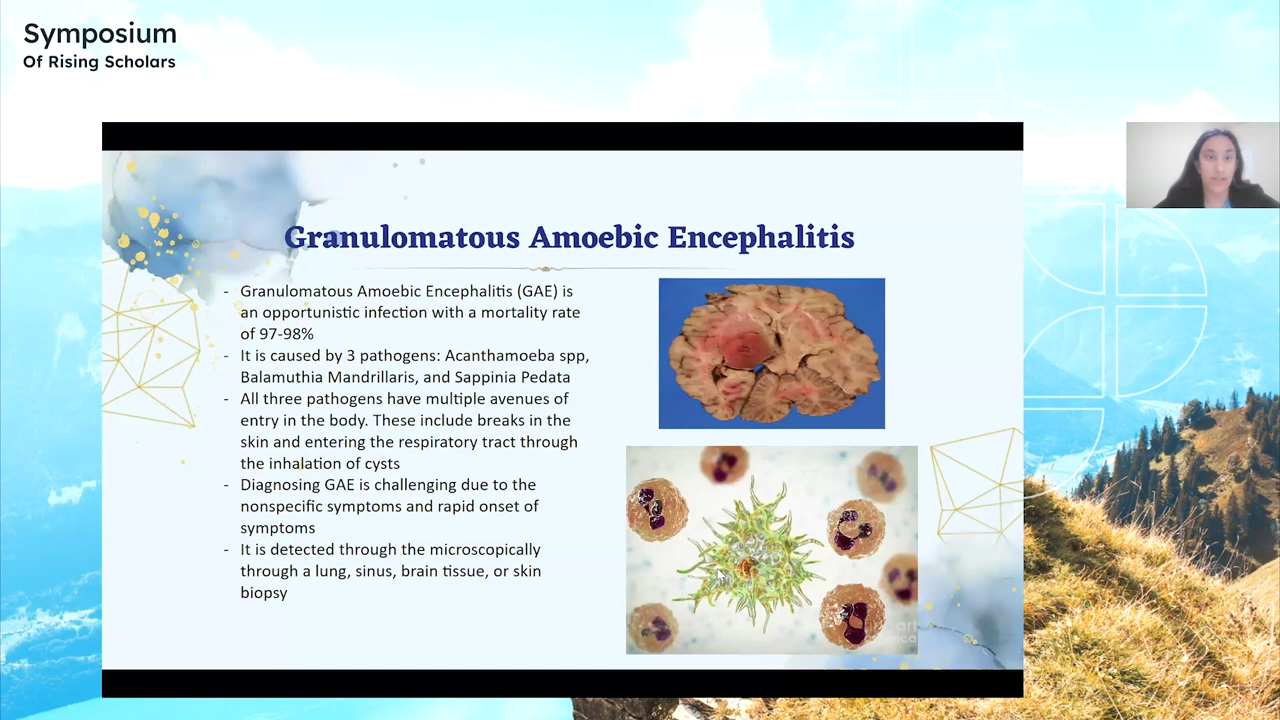 Symposium
Of Rising Scholars
Granulomatous Amoebic Encephalitis
- Granulomatous Amoebic Encephalitis (GAE) is
an opportunistic infection with a mortality rate
of 97-98%
- It is caused by 3 pathogens: Acanthamoeba spp,
Balamuthia Mandrillaris, and Sappinia Pedata
- All three pathogens have multiple avenues of
entry in the body. These include breaks in the
skin and entering the respiratory tract through
the inhalation of cysts
- Diagnosing GAE is challenging due to the
nonspecific symptoms and rapid onset of
symptoms
- It is detected through the microscopically
through a lung, sinus, brain tissue, or skin
biopsy